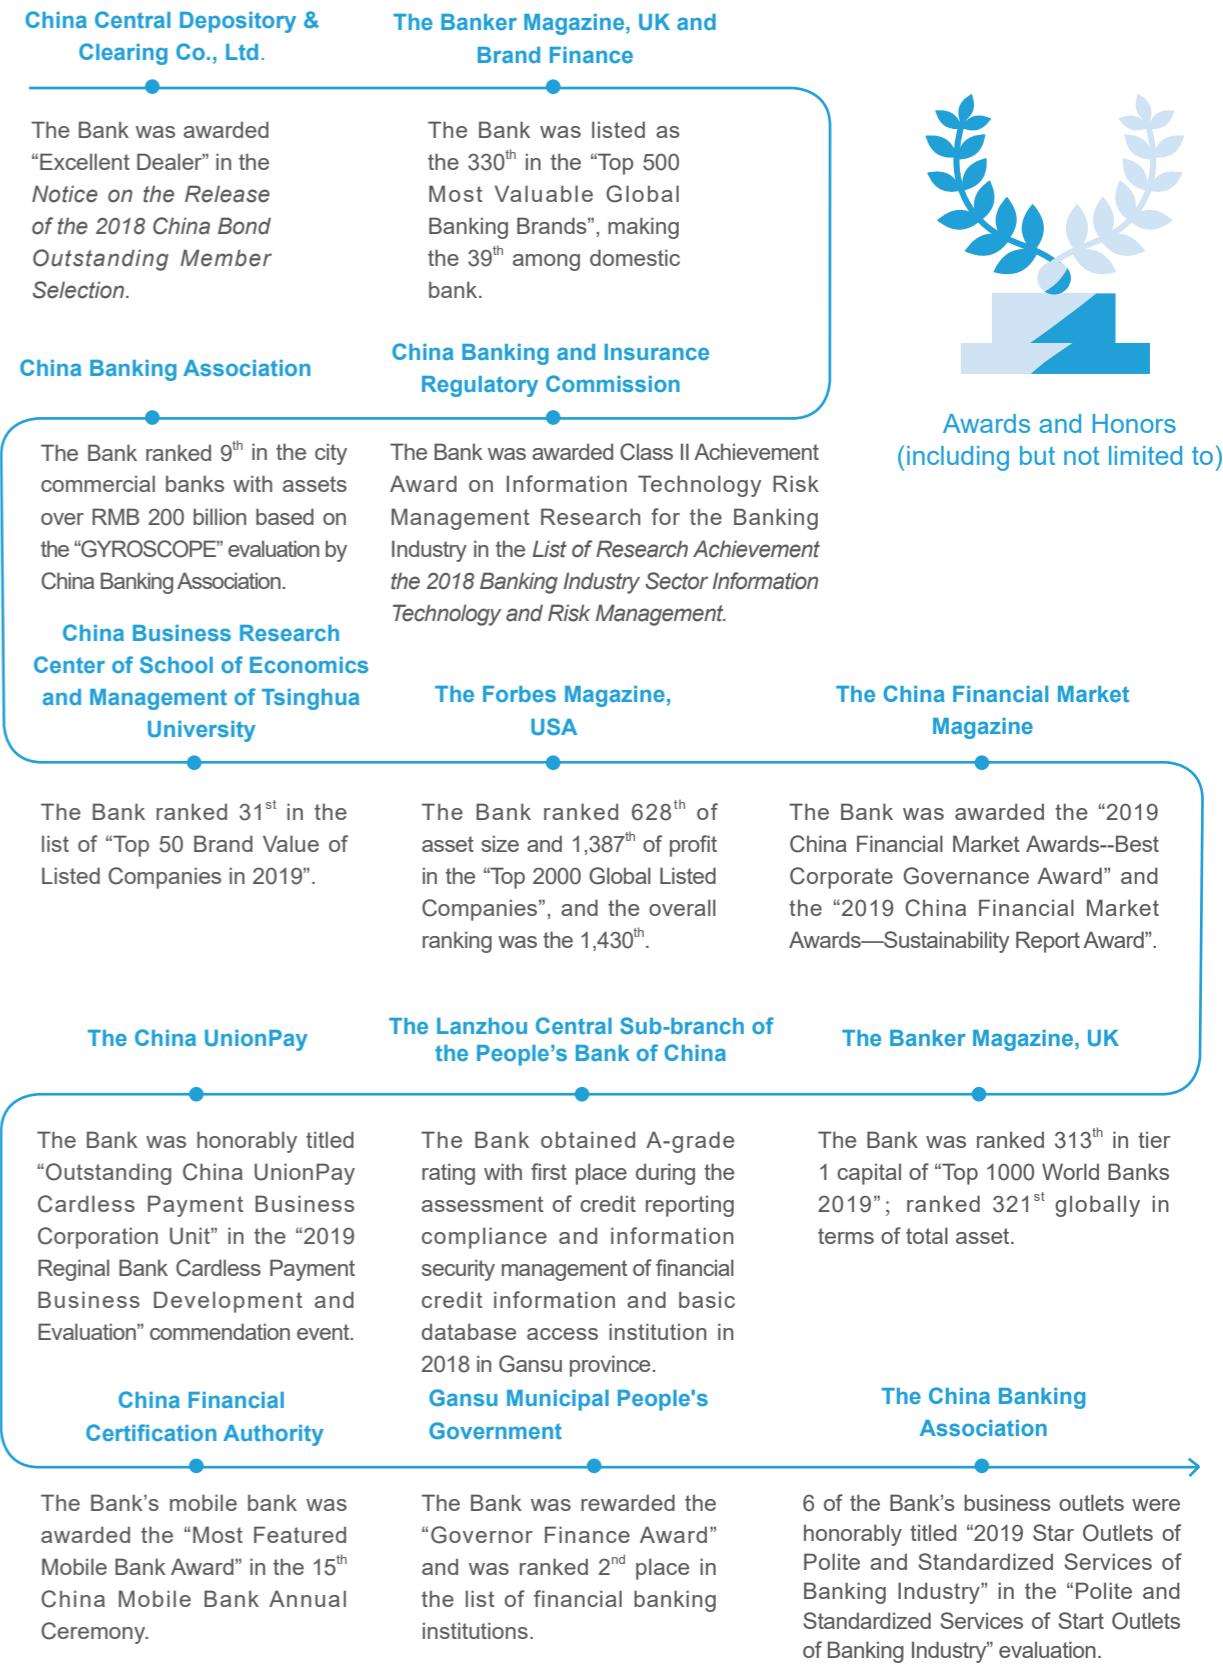 China Central Depository &
Clearing Co., Ltd.
The Bank was awarded
“Excellent Dealer” in the
Notice on the Release
of the 2018 China Bond
Outstanding Member
Selection.
The Banker Magazine, UK and
Brand Finance
The Bank was listed as
the 330th in the “Top 500
Most Valuable Global
Banking Brands”, making
the 39th among domestic
bank.
Awards and Honors
(including but not limited to)
China Banking Association
The Bank ranked 9th in the city
commercial banks with assets
over RMB 200 billion based on
the “GYROSCOPE” evaluation by
China Banking Association.
China Banking and Insurance
Regulatory Commission
The Bank was awarded Class II Achievement
Award on Information Technology Risk
Management Research for the Banking
Industry in the List of Research Achievement
the 2018 Banking Industry Sector Information
Technology and Risk Management.
China Business Research
Center of School of Economics
and Management of Tsinghua
University
The Bank ranked 31st in the
list of “Top 50 Brand Value of
Listed Companies in 2019”.
The Forbes Magazine,
USA
The Bank ranked 628th of
asset size and 1,387th of profit
in the “Top 2000 Global Listed
Companies”, and the overall
ranking was the 1,430th.
The China Financial Market
Magazine
The Bank was awarded the “2019
China Financial Market Awards--Best
Corporate Governance Award” and
the “2019 China Financial Market
Awards—Sustainability Report Award”.
The China UnionPay
The Bank was honorably titled
“Outstanding China UnionPay
Cardless Payment Business
Corporation Unit” in the “2019
Reginal Bank Cardless Payment
Business Development and
Evaluation” commendation event.
The Lanzhou Central Sub-branch of
the People’s Bank of China
The Bank obtained A-grade
rating with first place during the
assessment of credit reporting
compliance and information
security management of financial
credit information and basic
database access institution in
2018 in Gansu province.
The Banker Magazine, UK
The Bank was ranked 313th in tier
1 capital of “Top 1000 World Banks
2019”; ranked 321st globally in
terms of total asset.
China Financial
Certification Authority
The Bank’s mobile bank was
awarded the “Most Featured
Mobile Bank Award” in the 15th
China Mobile Bank Annual
Ceremony.
Gansu Municipal People's
Government
The Bank was rewarded the
“Governor Finance Award”
and was ranked 2nd place in
the list of financial banking
institutions.
The China Banking
Association
6 of the Bank’s business outlets were
honorably titled “2019 Star Outlets of
Polite and Standardized Services of
Banking Industry” in the “Polite and
Standardized Services of Start Outlets
of Banking Industry” evaluation.